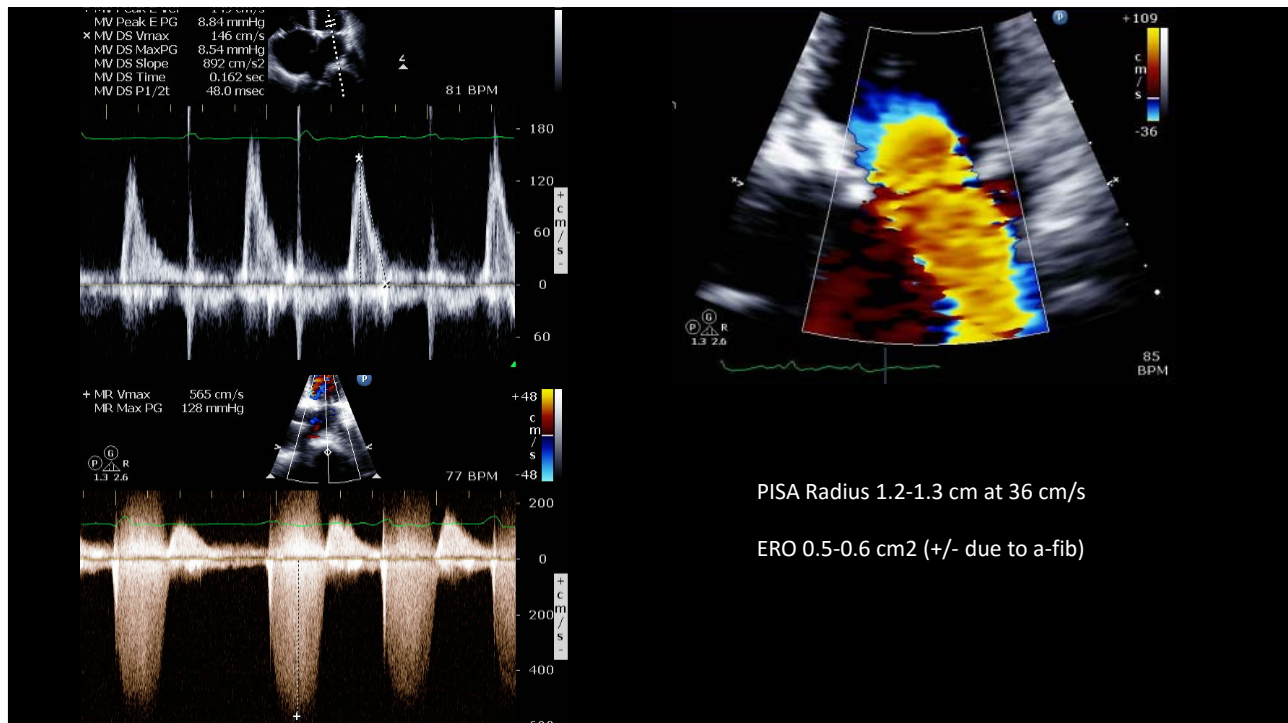 MV Peak E Vel 149 cm/s
MV Peak E PG 8.84 mmHg
× MV DS Vmax 146 cm/s
MV DS MaxPG 8.54 mmHg
MV DS Slope 892 cm/s2
MV DS Time 0.162 sec
MV DS P1/2t 48.0 msec
81 BPM
180
120
60
0
60
+
cm/s
-
+ MR Vmax 565 cm/s
MR Max PG 128 mmHg
P
G
P R
1.3 2.6
+48
cm/s
-48
77 BPM
200
0
200
400
+
cm/s
-
P
+109
cm/s
-36
G
P R
1.3 2.6
85
BPM
PISA Radius 1.2-1.3 cm at 36 cm/s
ERO 0.5-0.6 cm2 (+/- due to a-fib)